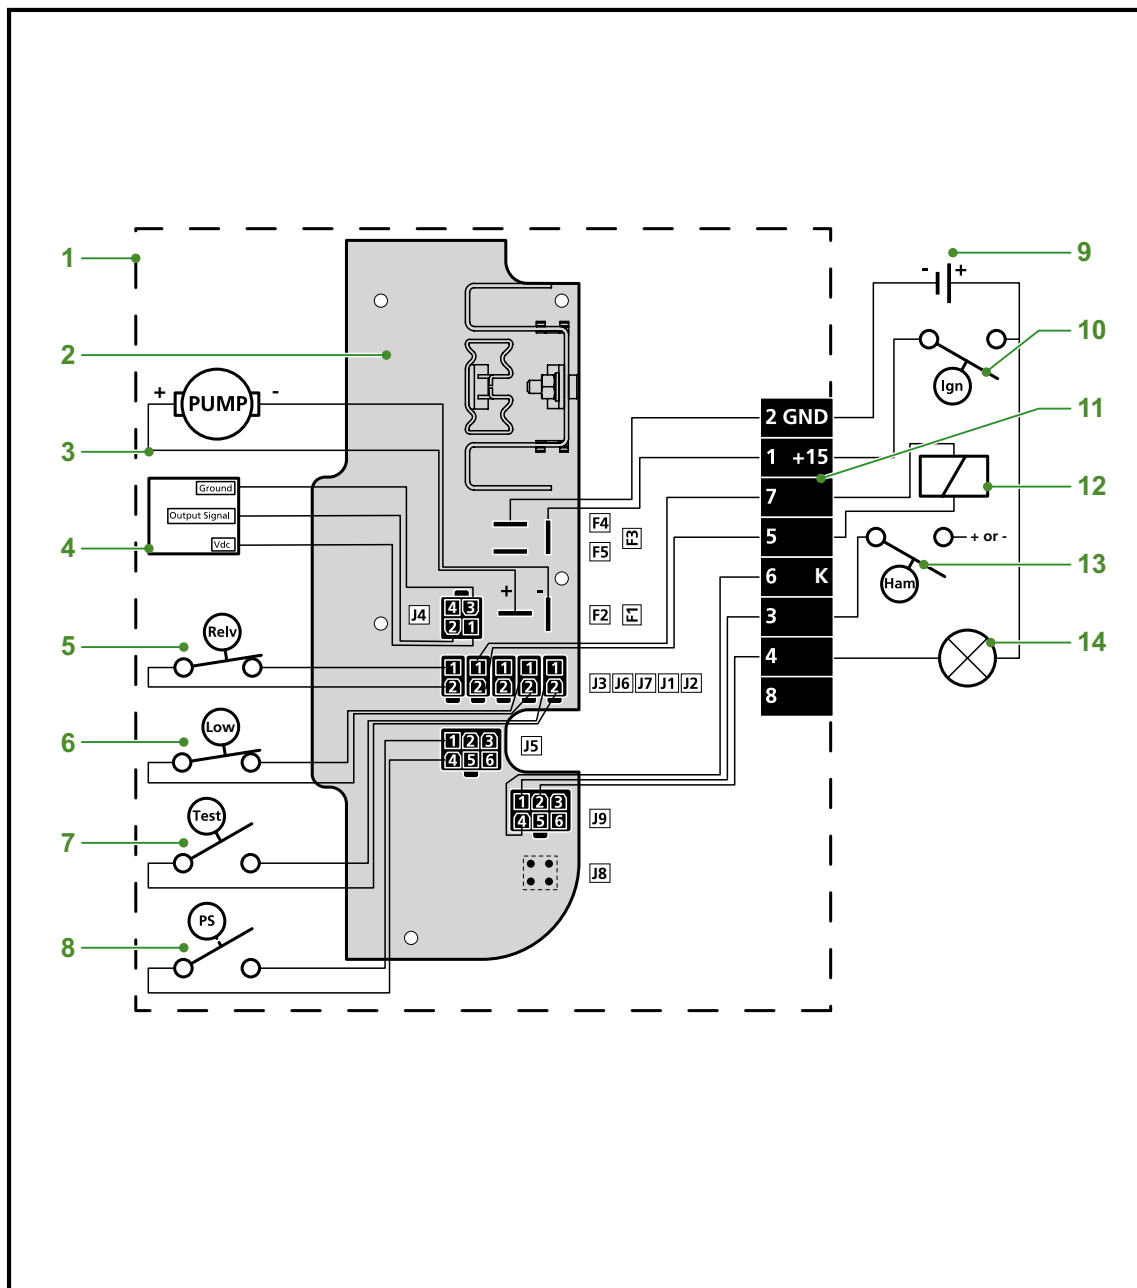 1
2
+ PUMP -
3
Ground
Output Signal
Vdc
4
Relv
5
Low
6
Test
7
PS
8
F4
F3
F5
+ -
F2
F1
J4
4 3
2 1
1 1 1 1 1
2 2 2 2 2
J3 J6 J7 J1 J2
1 2 3
4 5 6
J5
1 2 3
4 5 6
J9
J8
2 GND
1 +15
7
5
6 K
3
4
8
- +
9
Ign
10
11
12
+ or -
Ham
13
14